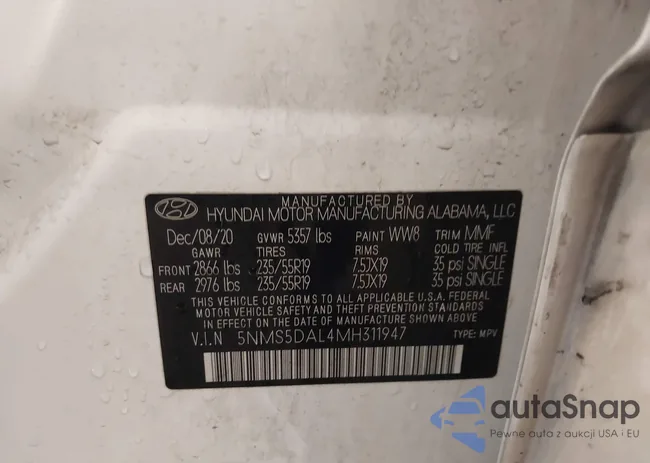 MANUFACTURED BY
HYUNDAI MOTOR MANUFACTURING ALABAMA, LLC
Dec/08/20 GVWR 5357 lbs PAINT WW8 TRIM MMF
GAWR TIRES RIMS COLD TIRE INFL
FRONT 2866 lbs 235/55R19 7.5JX19 35 psi SINGLE
REAR 2976 lbs 235/55R19 7.5JX19 35 psi SINGLE
THIS VEHICLE CONFORMS TO ALL APPLICABLE U.S.A. FEDERAL
MOTOR VEHICLE SAFETY, BUMPER, AND THEFT PREVENTION
STANDARDS IN EFFECT ON THE DATE OF MANUFACTURE SHOWN ABOVE.
V.I.N 5NMS5DAL4MH311947 TYPE: MPV
autaSnap
Pewne auta z aukcji USA i EU